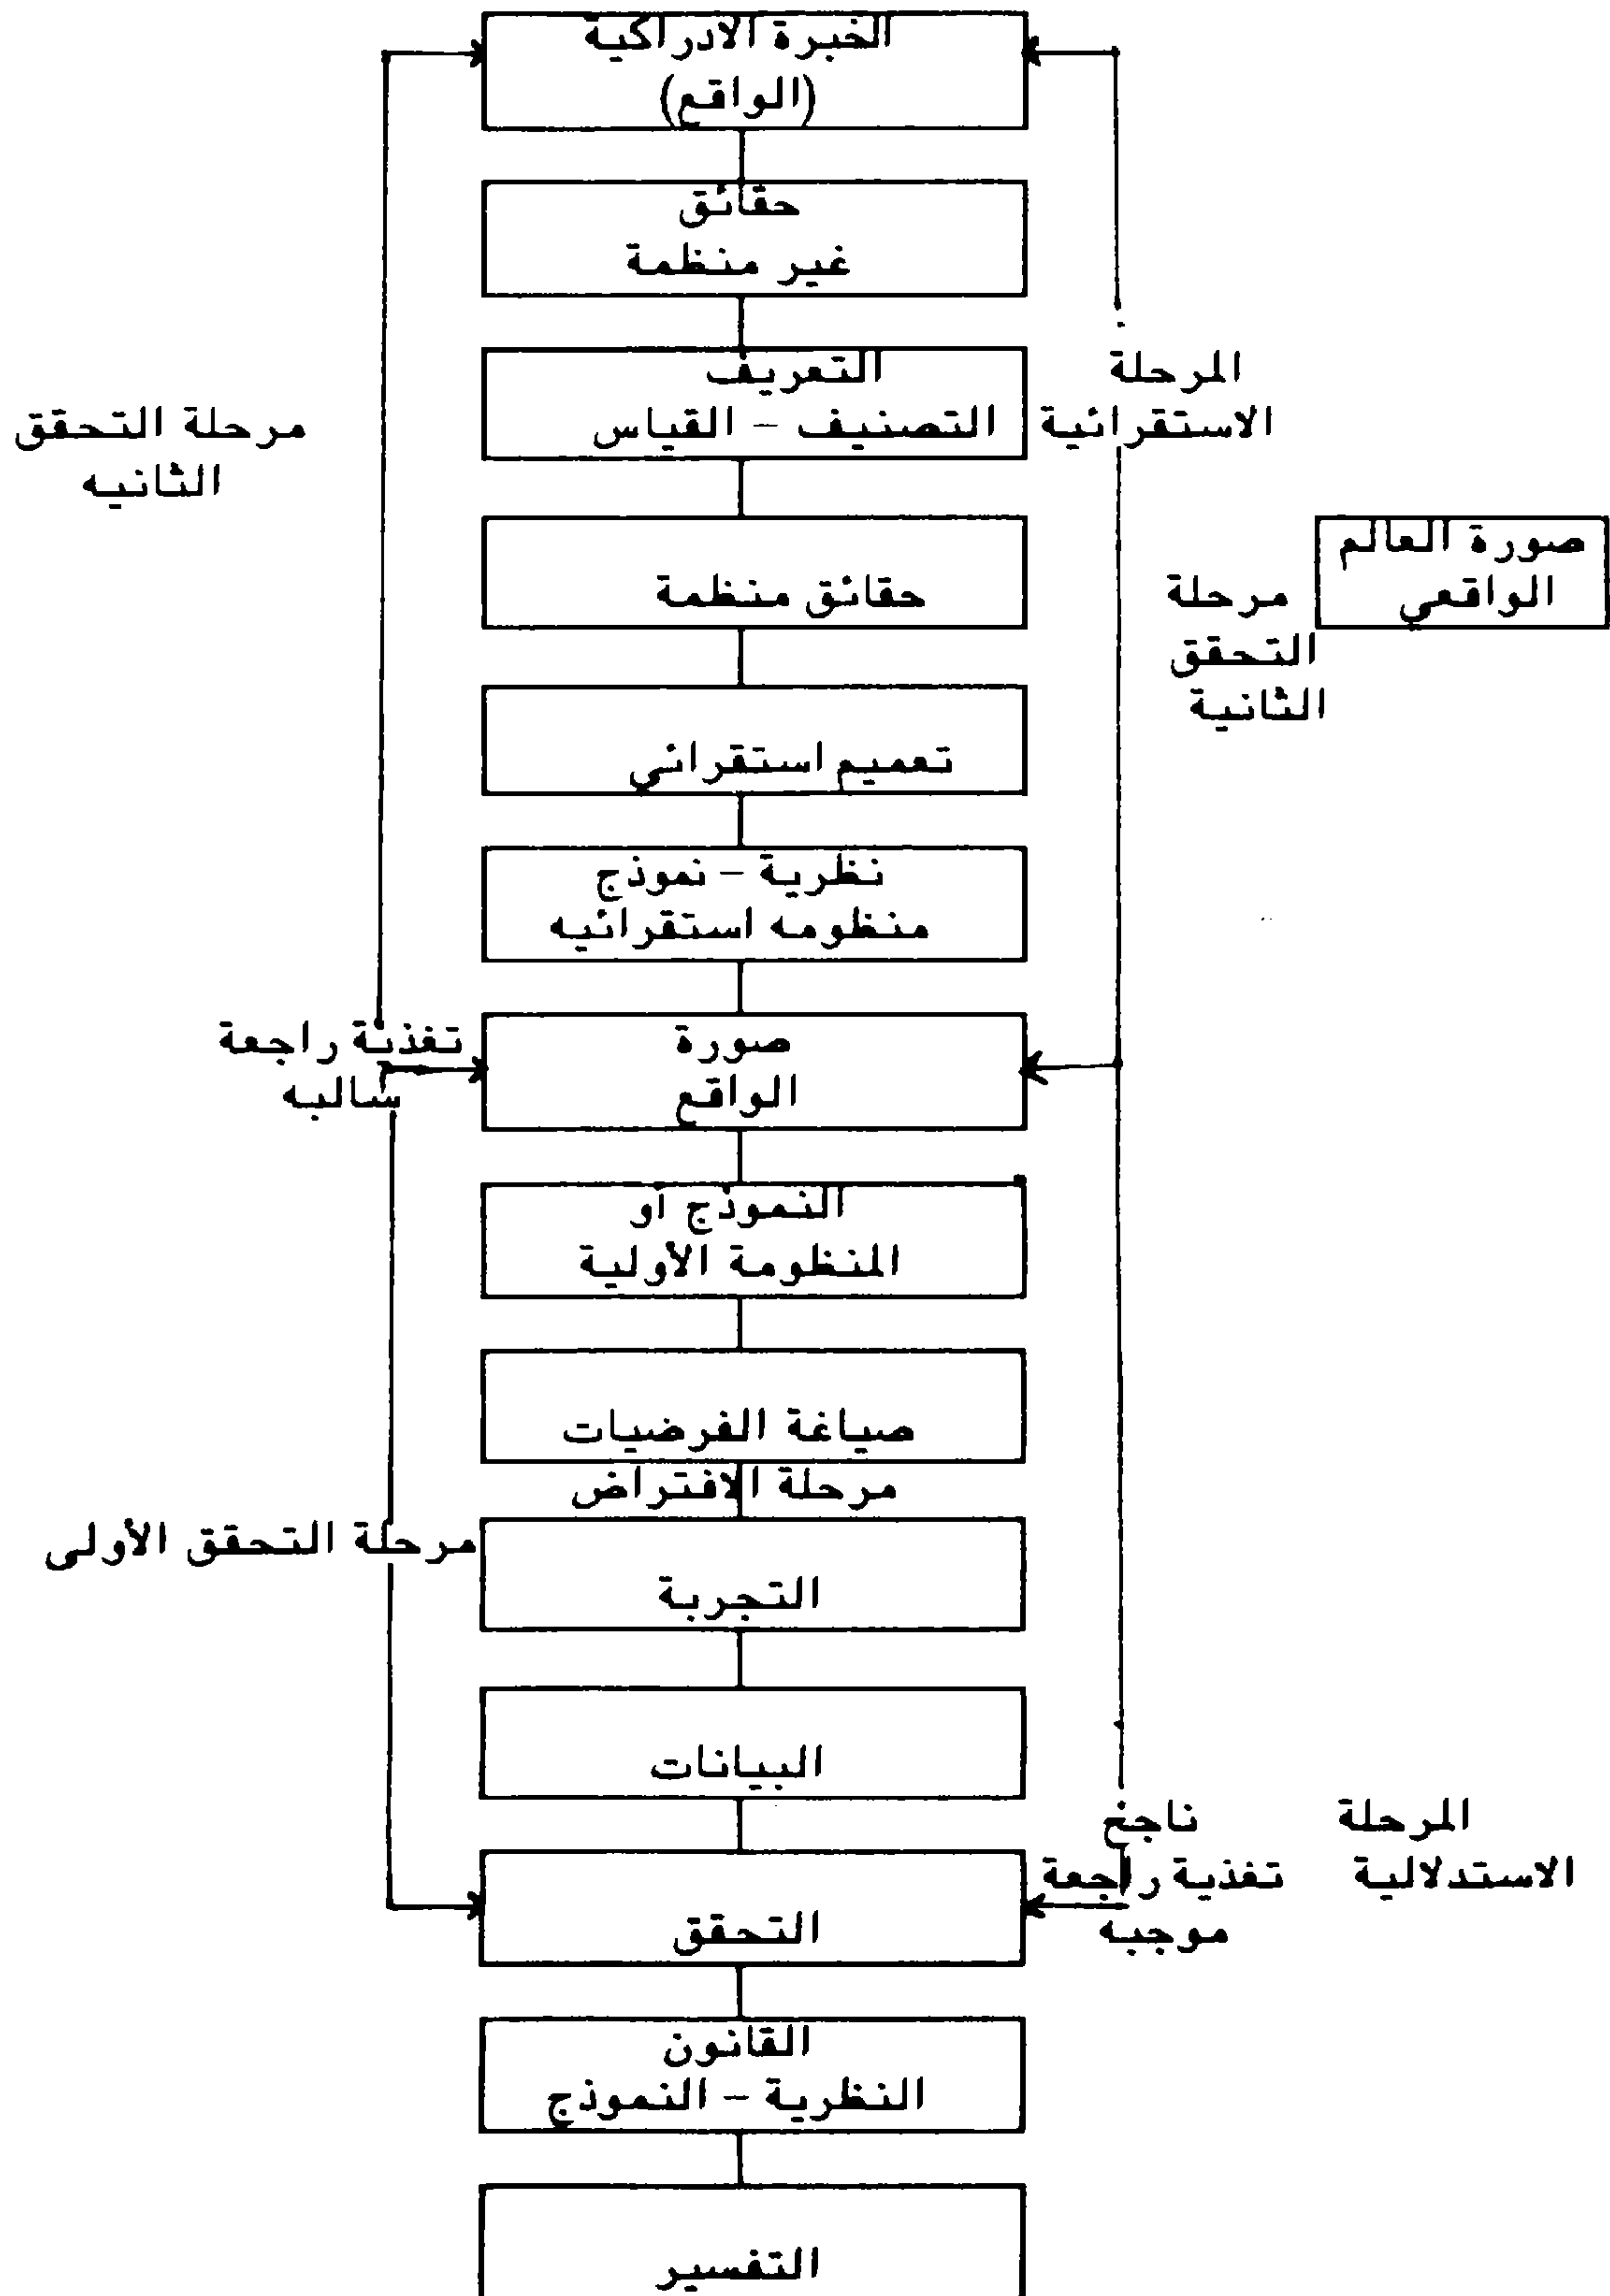 الخبرة الادراكية
(الواقع)
حقائق
غير منظمة
التعريف
التصنيف – القياس
المرحلة
الاستقرائية
مرحلة التحقق
الثانيه
حقائق منظمة
صورة العالم
الواقعي
مرحلة
التحقق
الثانية
تعميم استقرائي
نظرية – نموذج
منظومه استقرائيه
صورة
الواقع
تغذية راجعة
سالبه
النموذج أو
المنظومة الأولية
صياغة الفرضيات
مرحلة الافتراض
مرحلة التحقق الأولى
التجربة
البيانات
المرحلة
الاستدلالية
تغذية راجعة
موجبه
التحقق
القانون
النظرية – النموذج
التفسير